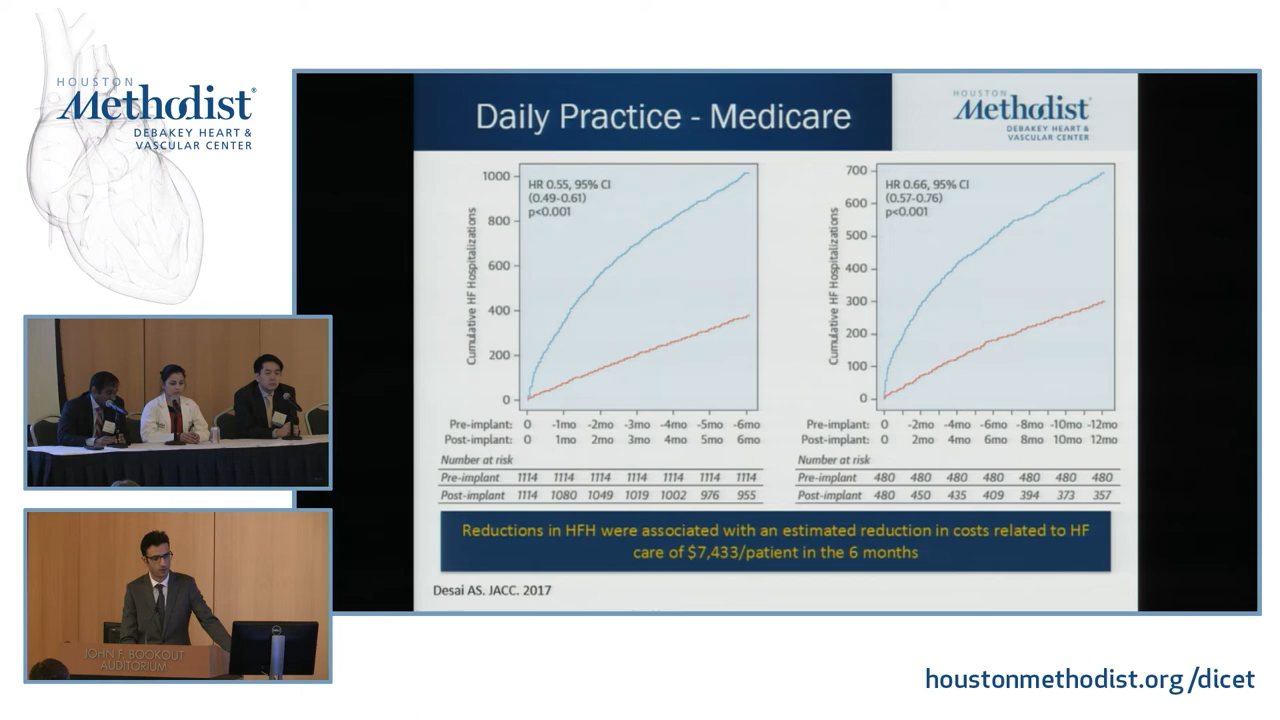 HOUSTON
Methodist®
DEBAKEY HEART &
VASCULAR CENTER
Daily Practice - Medicare
HOUSTON
Methodist
DEBAKEY HEART &
VASCULAR CENTER
Cumulative HF Hospitalizations
1000
800
600
400
200
0
HR 0.55, 95% CI
(0.49-0.61)
p<0.001
Pre-implant: 0 -1mo -2mo -3mo -4mo -5mo -6mo
Post-implant: 0 1mo 2mo 3mo 4mo 5mo 6mo
Number at risk
Pre-implant 1114 1114 1114 1114 1114 1114 1114
Post-implant 1114 1080 1049 1019 1002 976 955
Cumulative HF Hospitalizations
700
600
500
400
300
200
100
0
HR 0.66, 95% CI
(0.57-0.76)
p<0.001
Pre-implant: 0 -2mo -4mo -6mo -8mo -10mo -12mo
Post-implant: 0 2mo 4mo 6mo 8mo 10mo 12mo
Number at risk
Pre-implant 480 480 480 480 480 480 480
Post-implant 480 450 435 409 394 373 357
Reductions in HFH were associated with an estimated reduction in costs related to HF
care of $7,433/patient in the 6 months
Desai AS. JACC. 2017
JOHN F. BOOKOUT
AUDITORIUM
houstonmethodist.org/dicet